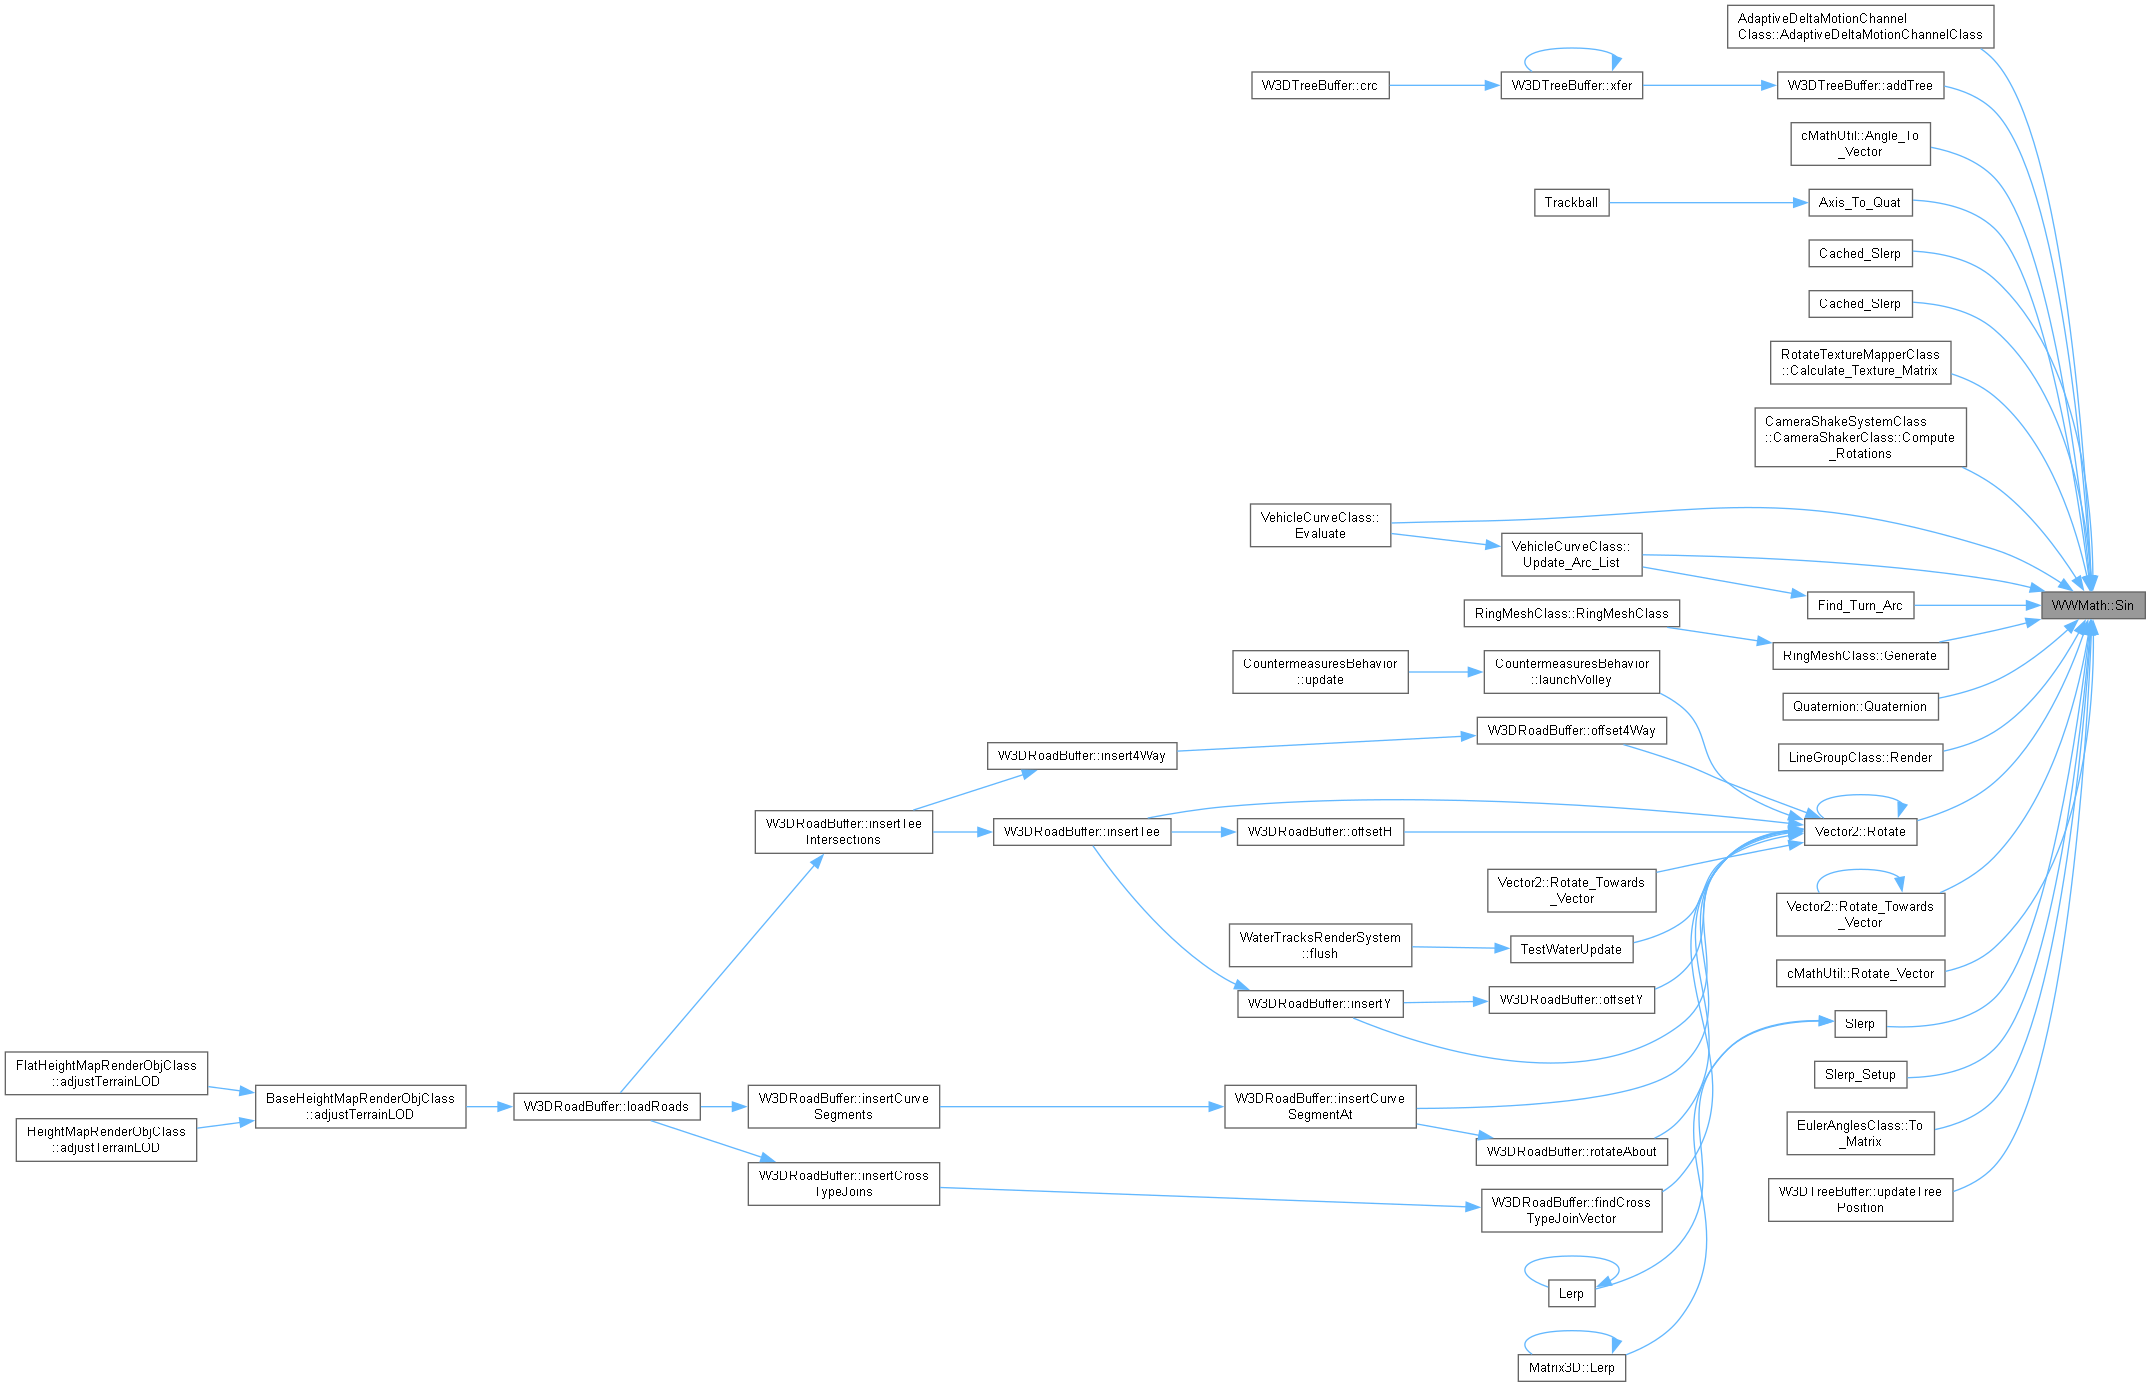 AdaptiveDeltaMotionChannel
Class::AdaptiveDeltaMotionChannelClass
W3DTreeBuffer::crc
W3DTreeBuffer::xfer
W3DTreeBuffer::addTree
cMathUtil::Angle_To
_Vector
Trackball
Axis_To_Quat
Cached_Slerp
Cached_Slerp
RotateTextureMapperClass
::Calculate_Texture_Matrix
CameraShakeSystemClass
::CameraShakerClass::Compute
_Rotations
VehicleCurveClass::
Evaluate
VehicleCurveClass::
Update_Arc_List
Find_Turn_Arc
WWMath::Sin
RingMeshClass::RingMeshClass
RingMeshClass::Generate
CountermeasuresBehavior
::update
CountermeasuresBehavior
::launchVolley
Quaternion::Quaternion
W3DRoadBuffer::offset4Way
W3DRoadBuffer::insert4Way
LineGroupClass::Render
W3DRoadBuffer::insertTee
Intersections
W3DRoadBuffer::insertTee
W3DRoadBuffer::offsetH
Vector2::Rotate
Vector2::Rotate_Towards
_Vector
Vector2::Rotate_Towards
_Vector
WaterTracksRenderSystem
::flush
TestWaterUpdate
cMathUtil::Rotate_Vector
W3DRoadBuffer::insertY
W3DRoadBuffer::offsetY
Slerp
FlatHeightMapRenderObjClass
::adjustTerrainLOD
HeightMapRenderObjClass
::adjustTerrainLOD
BaseHeightMapRenderObjClass
::adjustTerrainLOD
W3DRoadBuffer::loadRoads
W3DRoadBuffer::insertCurve
Segments
W3DRoadBuffer::insertCurve
SegmentAt
Slerp_Setup
EulerAnglesClass::To
_Matrix
W3DRoadBuffer::rotateAbout
W3DRoadBuffer::insertCross
TypeJoins
W3DRoadBuffer::findCross
TypeJoinVector
W3DTreeBuffer::updateTree
Position
Lerp
Matrix3D::Lerp